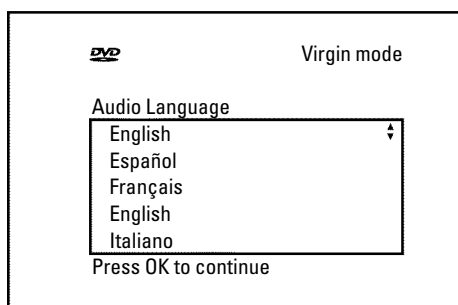 DVD Virgin mode
Audio Language
English
Español
Français
English
Italiano
Press OK to continue